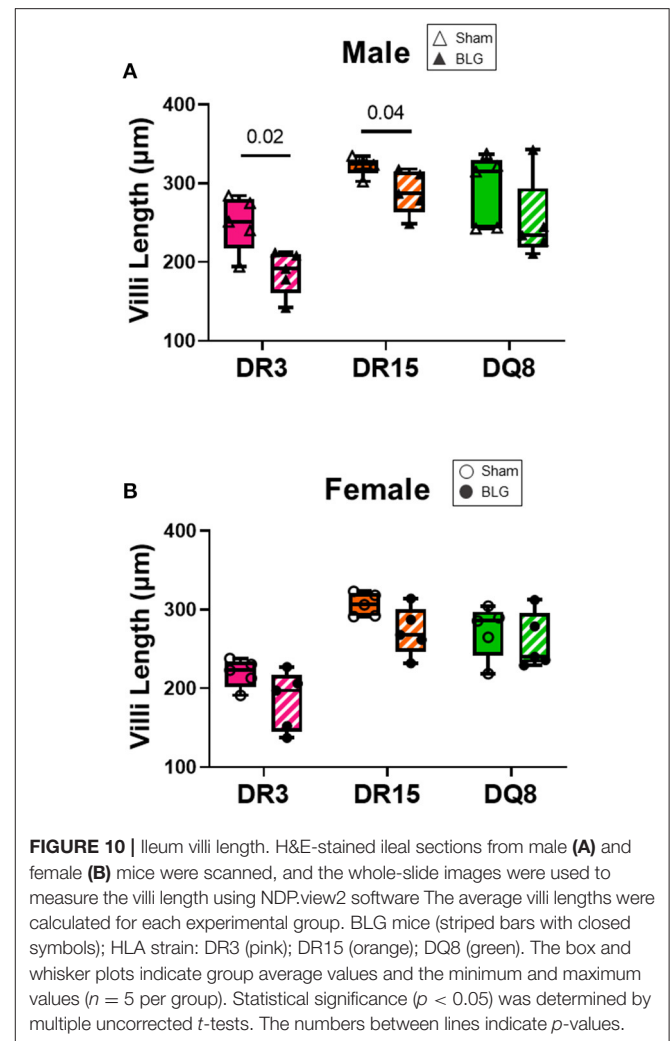 Male
Sham
BLG
A
400
300
200
100
Villi Length (µm)
0.02
0.04
DR3 DR15 DQ8
Female
Sham
BLG
B
400
300
200
100
Villi Length (µm)
DR3 DR15 DQ8
FIGURE 10 | Ileum villi length. H&E-stained ileal sections from male (A) and
female (B) mice were scanned, and the whole-slide images were used to
measure the villi length using NDP.view2 software The average villi lengths were
calculated for each experimental group. BLG mice (striped bars with closed
symbols); HLA strain: DR3 (pink); DR15 (orange); DQ8 (green). The box and
whisker plots indicate group average values and the minimum and maximum
values (n = 5 per group). Statistical significance (p < 0.05) was determined by
multiple uncorrected t-tests. The numbers between lines indicate p-values.